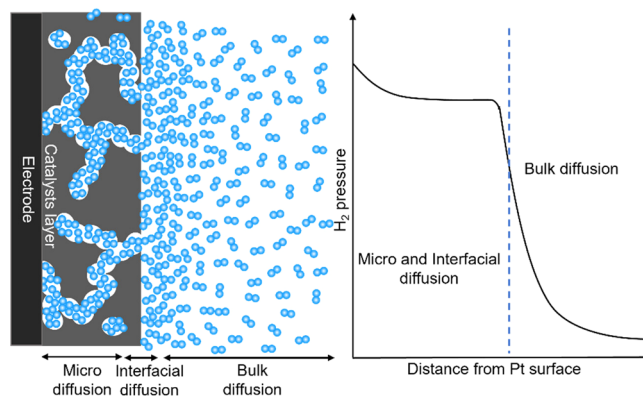 Electrode
Catalysts layer
Micro
diffusion
Interfacial
diffusion
Bulk
diffusion
H2 pressure
Bulk diffusion
Micro and Interfacial
diffusion
Distance from Pt surface